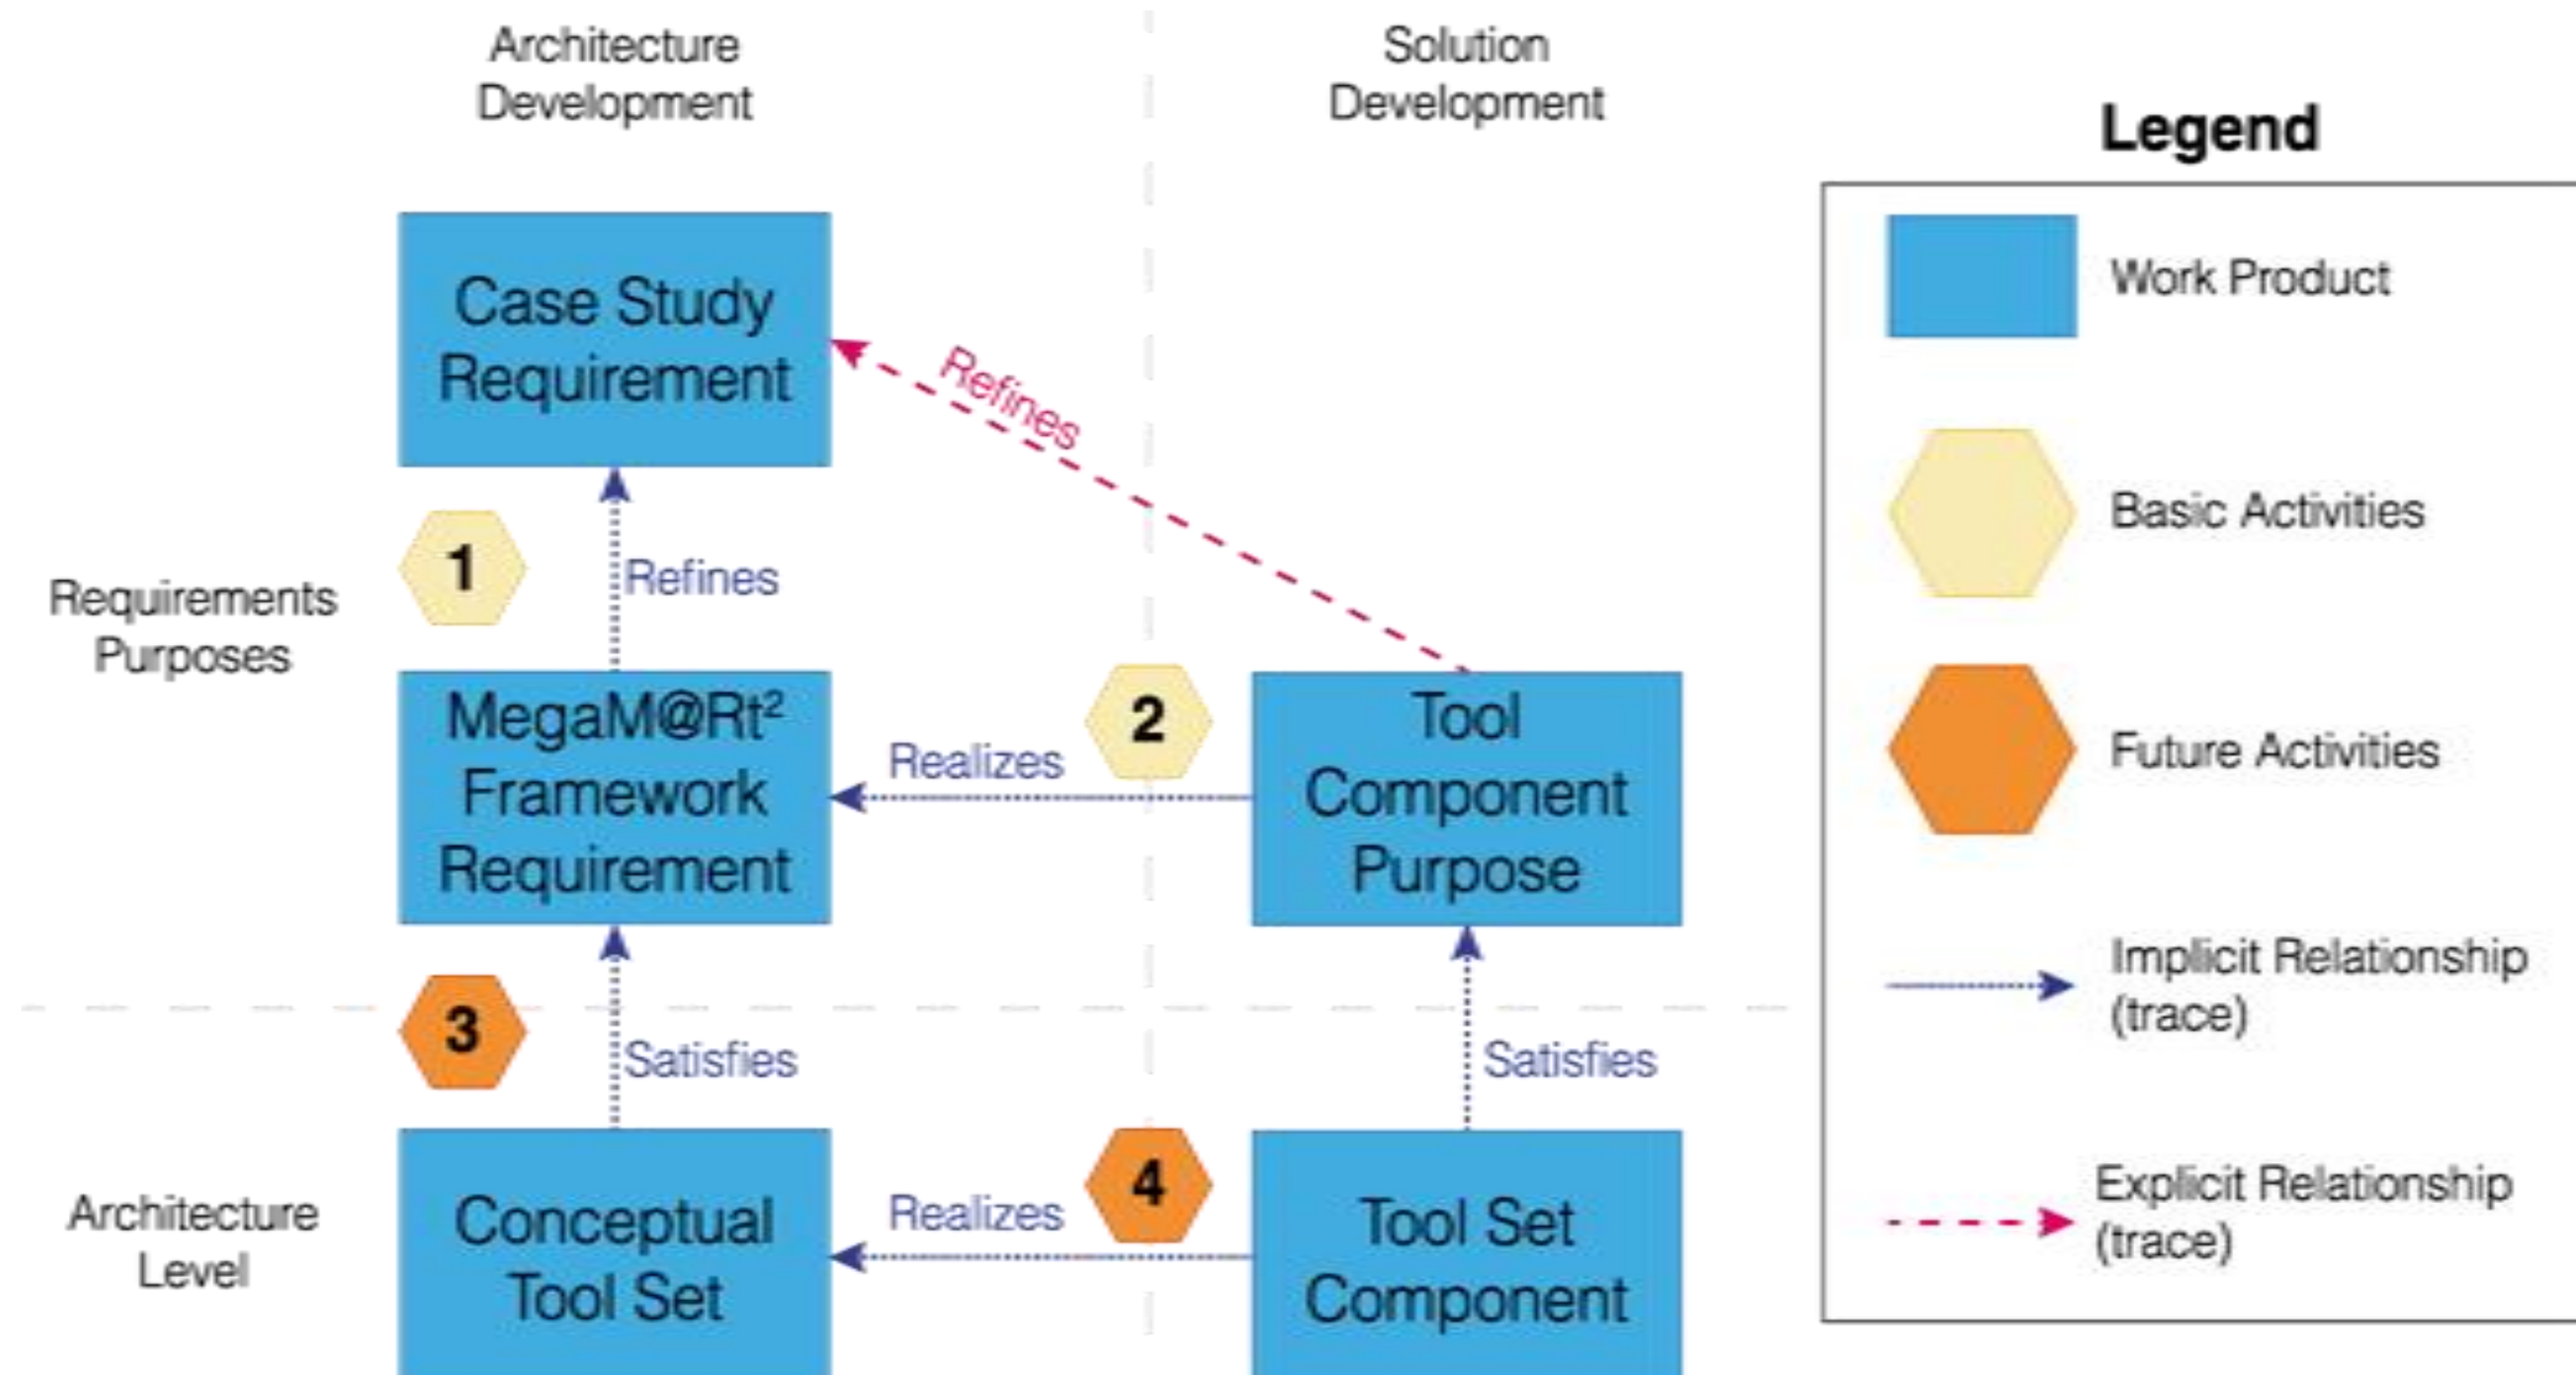 Architecture
Development
Solution
Development
Legend
Case Study
Requirement
Work Product
Refines
Basic Activities
1
Refines
Requirements
Purposes
MegaM@Rt²
Framework
Requirement
2
Realizes
Tool
Component
Purpose
Future Activities
3
Satisfies
Satisfies
Implicit Relationship
(trace)
Architecture
Level
Conceptual
Tool Set
4
Realizes
Tool Set
Component
Explicit Relationship
(trace)